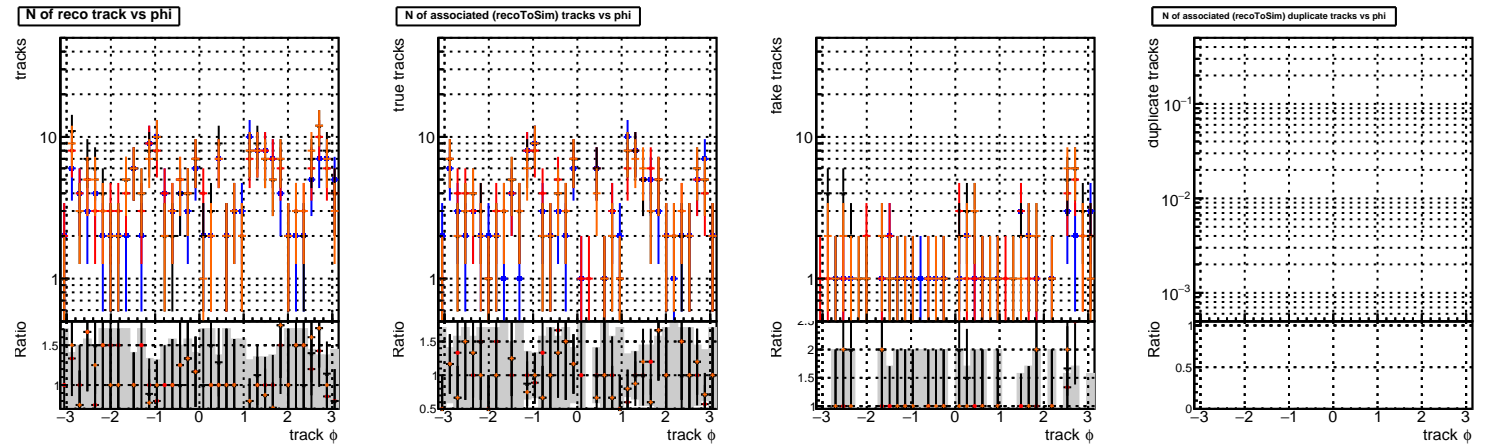 N of reco track vs phi
tracks
10
1
Ratio
1.5
1
−3 −2 −1 0 1 2 3
track ϕ
N of associated (recoToSim) tracks vs phi
true tracks
10
1
Ratio
1.5
1
0.5
−3 −2 −1 0 1 2 3
track ϕ
fake tracks
10
1
Ratio
2.5
2
1.5
1
−3 −2 −1 0 1 2 3
track ϕ
N of associated (recoToSim) duplicate tracks vs phi
duplicate tracks
10⁻¹
10⁻²
10⁻³
Ratio
1
0.5
0
−3 −2 −1 0 1 2 3
track ϕ